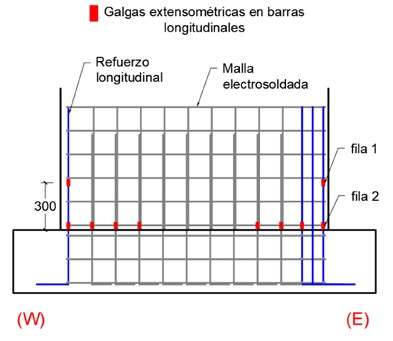 Galgas extensométricas en barras
longitudinales
Refuerzo
longitudinal
Malla
electrosoldada
fila 1
300
fila 2
(W)
(E)